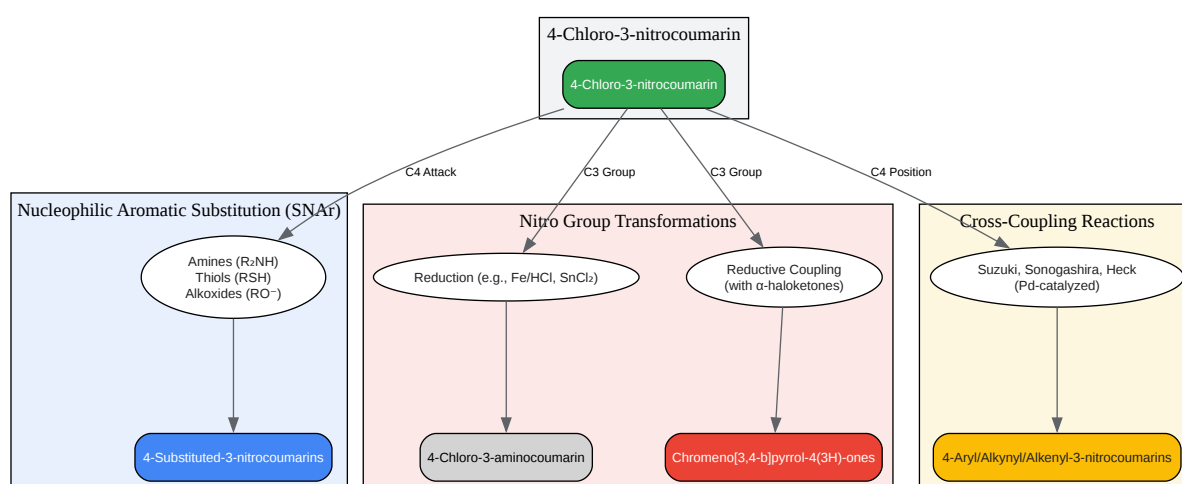 4-Chloro-3-nitrocoumarin
4-Chloro-3-nitrocoumarin
C4 Attack
C3 Group
C3 Group
C4 Position
Nucleophilic Aromatic Substitution (SNAr)
Amines (R₂NH)
Thiols (RSH)
Alkoxides (RO⁻)
4-Substituted-3-nitrocoumarins
Nitro Group Transformations
Reduction (e.g., Fe/HCl, SnCl₂)
Reductive Coupling
(with α-haloketones)
4-Chloro-3-aminocoumarin
Chromeno[3,4-b]pyrrol-4(3H)-ones
Cross-Coupling Reactions
Suzuki, Sonogashira, Heck
(Pd-catalyzed)
4-Aryl/Alkynyl/Alkenyl-3-nitrocoumarins